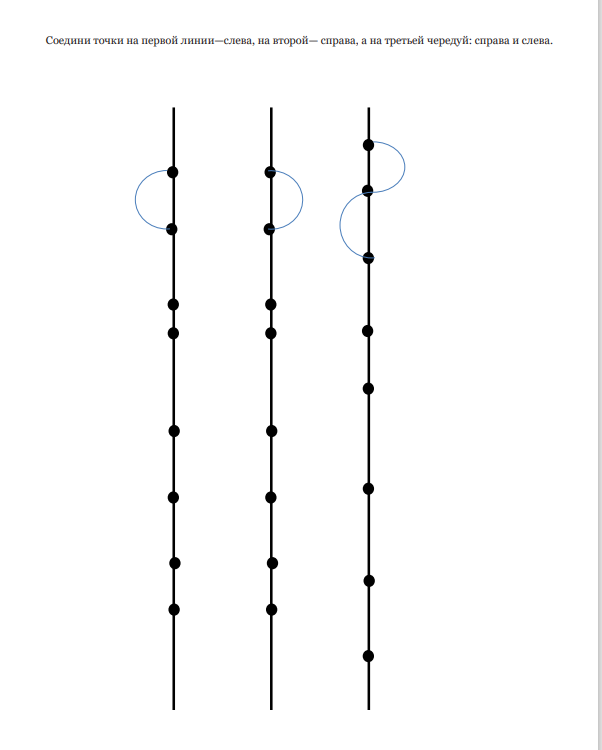 Соедини точки на первой линии—слева, на второй— справа, а на третьей чередуй: справа и слева.